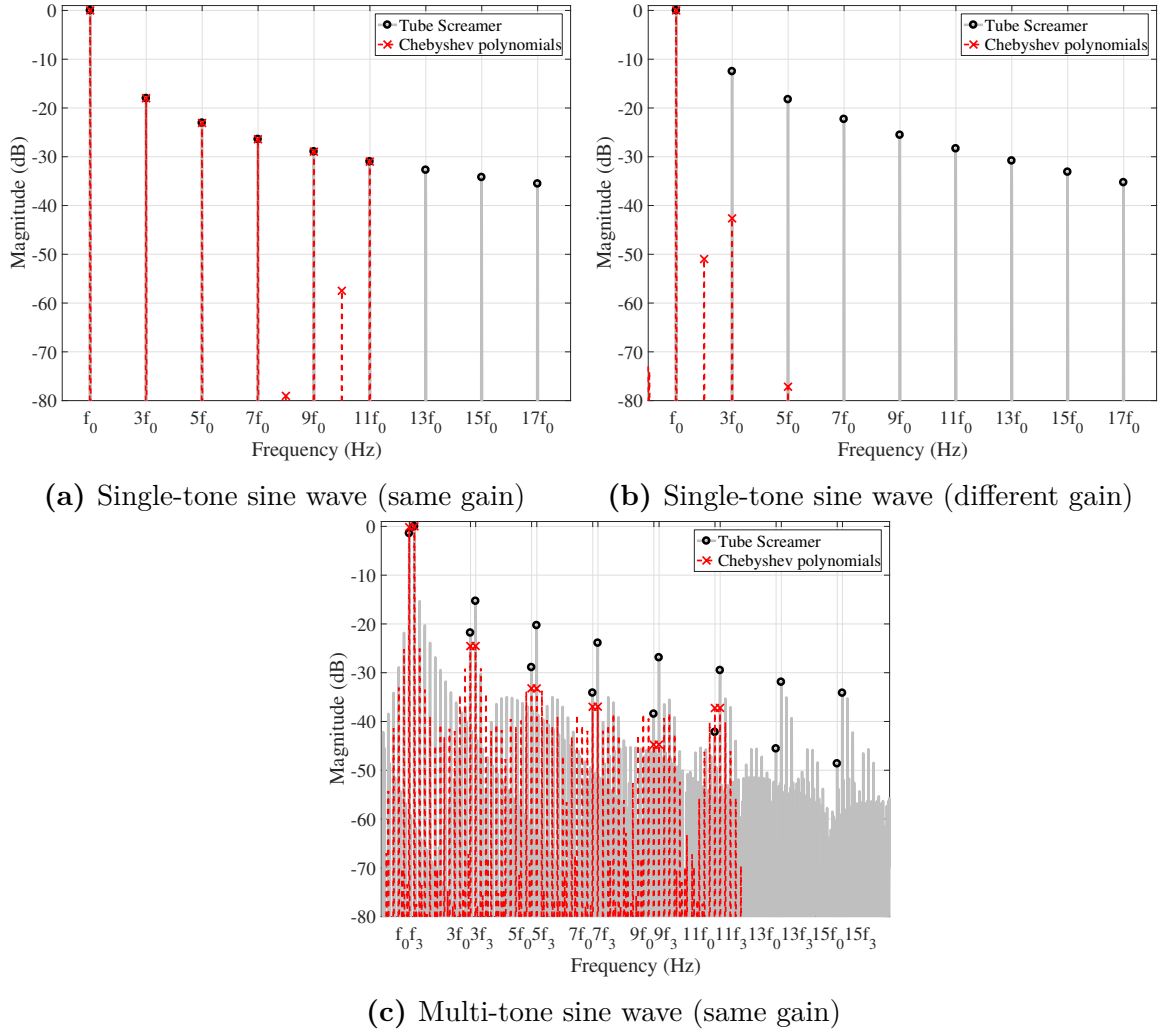 0
-10
-20
-30
-40
-50
-60
-70
-80
Magnitude (dB)
Tube Screamer
Chebyshev polynomials
f0 3f0 5f0 7f0 9f0 11f0 13f0 15f0 17f0
Frequency (Hz)
(a) Single-tone sine wave (same gain)
0
-10
-20
-30
-40
-50
-60
-70
-80
Magnitude (dB)
Tube Screamer
Chebyshev polynomials
f0 3f0 5f0 7f0 9f0 11f0 13f0 15f0 17f0
Frequency (Hz)
(b) Single-tone sine wave (different gain)
0
-10
-20
-30
-40
-50
-60
-70
-80
Magnitude (dB)
Tube Screamer
Chebyshev polynomials
f0f3 3f03f3 5f05f3 7f07f3 9f09f3 11f011f3 13f013f3 15f015f3
Frequency (Hz)
(c) Multi-tone sine wave (same gain)